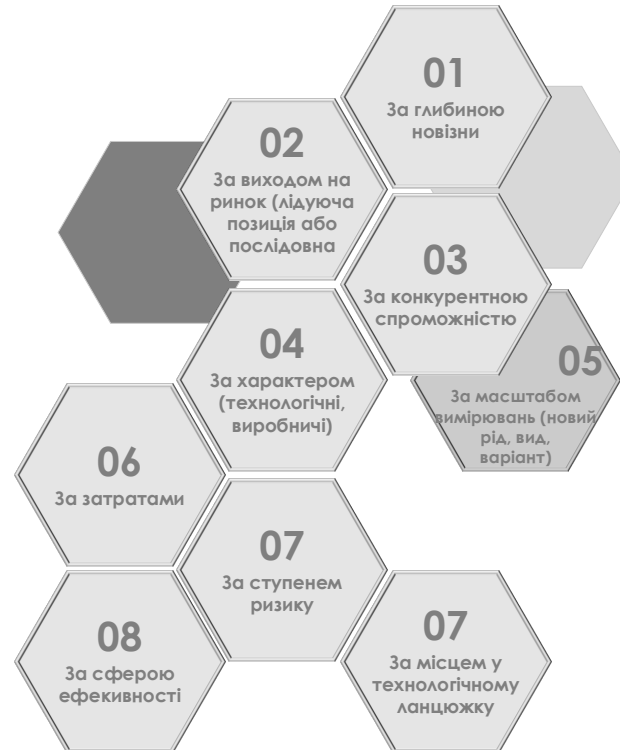 01
За глибиною
новізни
02
За виходом на
ринок (лідуюча
позиція або
послідовна
03
За конкурентною
спроможністю
04
За характером
(технологічні,
виробничі)
05
За масштабом
вимірювань (новий
рід, вид,
варіант)
06
За затратами
07
За ступенем
ризику
08
За сферою
ефекивності
07
За місцем у
технологічному
ланцюжку